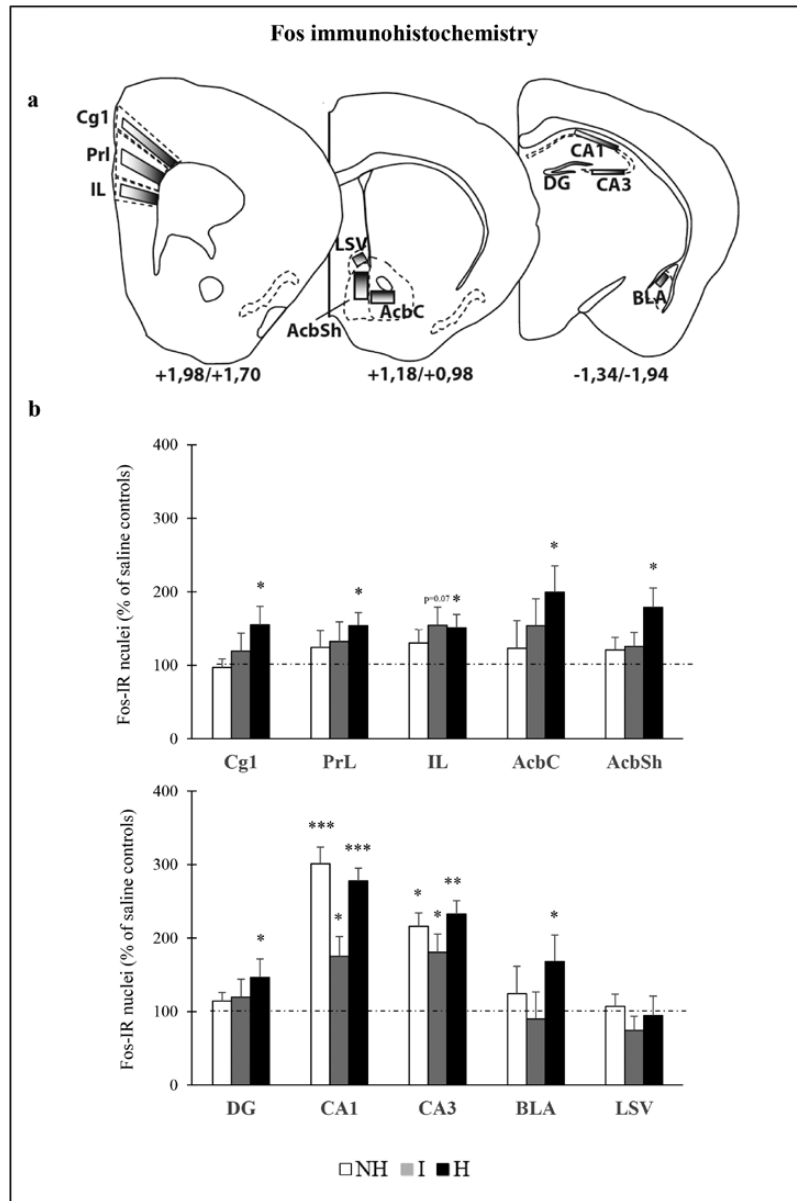 Fos immunohistochemistry
a
Cg1
Prl
IL
LSV
AcbSh
AcbC
CA1
DG
CA3
BLA
+1,98/+1,70
+1,18/+0,98
-1,34/-1,94
b
Fos-IR nculei (% of saline controls)
400
300
200
100
0
*
*
p=0.07 *
*
*
Cg1 PrL IL AcbC AcbSh
Fos-IR nuclei (% of saline controls)
400
300
200
100
0
*
***
*
***
*
*
**
*
DG CA1 CA3 BLA LSV
NH I H